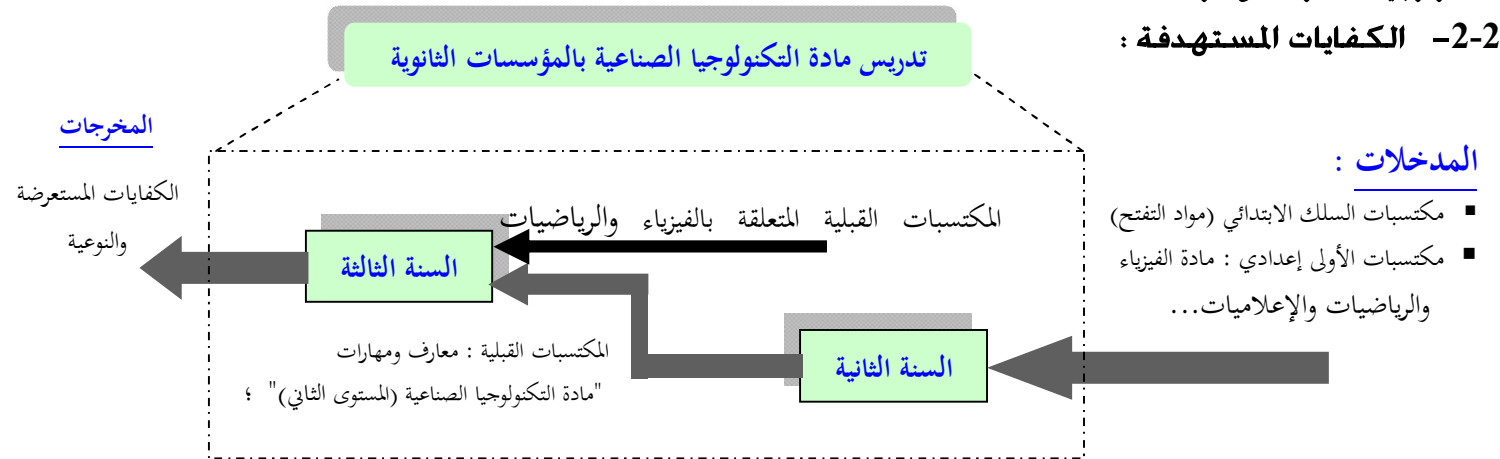 2-2- الكفايات المستهدفة :
تدريس مادة التكنولوجيا الصناعية بالمؤسسات الثانوية
المدخلات :
▪ مكتسبات السلك الابتدائي (مواد التفتح)
▪ مكتسبات الأولى إعدادي : مادة الفيزياء
والرياضيات والإعلاميات...
المكتسبات القبلية المتعلقة بالفيزياء والرياضيات
السنة الثانية
السنة الثالثة
المكتسبات القبلية : معارف ومهارات
"مادة التكنولوجيا الصناعية (المستوى الثاني)" ؛
المخرجات
الكفايات المستعرضة
والنوعية